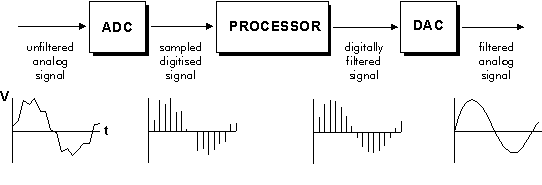 ADC
PROCESSOR
DAC
unfiltered
analog
signal
sampled
digitised
signal
digitally
filtered
signal
filtered
analog
signal
V
t